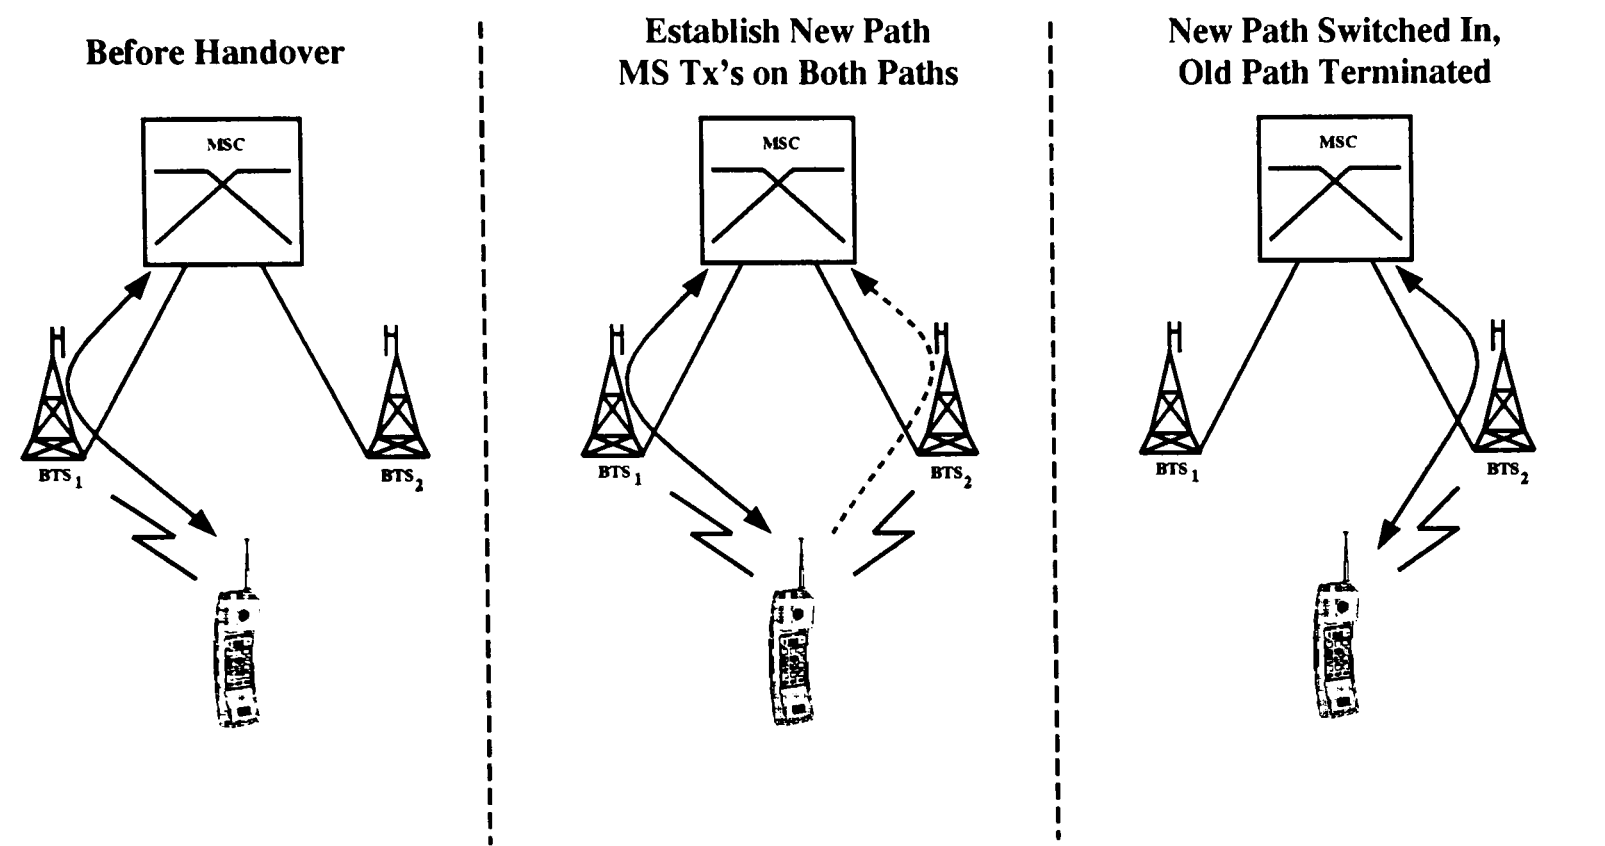 Before Handover
MSC
BTS1
BTS2
Establish New Path
MS Tx's on Both Paths
MSC
BTS1
BTS2
New Path Switched In,
Old Path Terminated
MSC
BTS1
BTS2